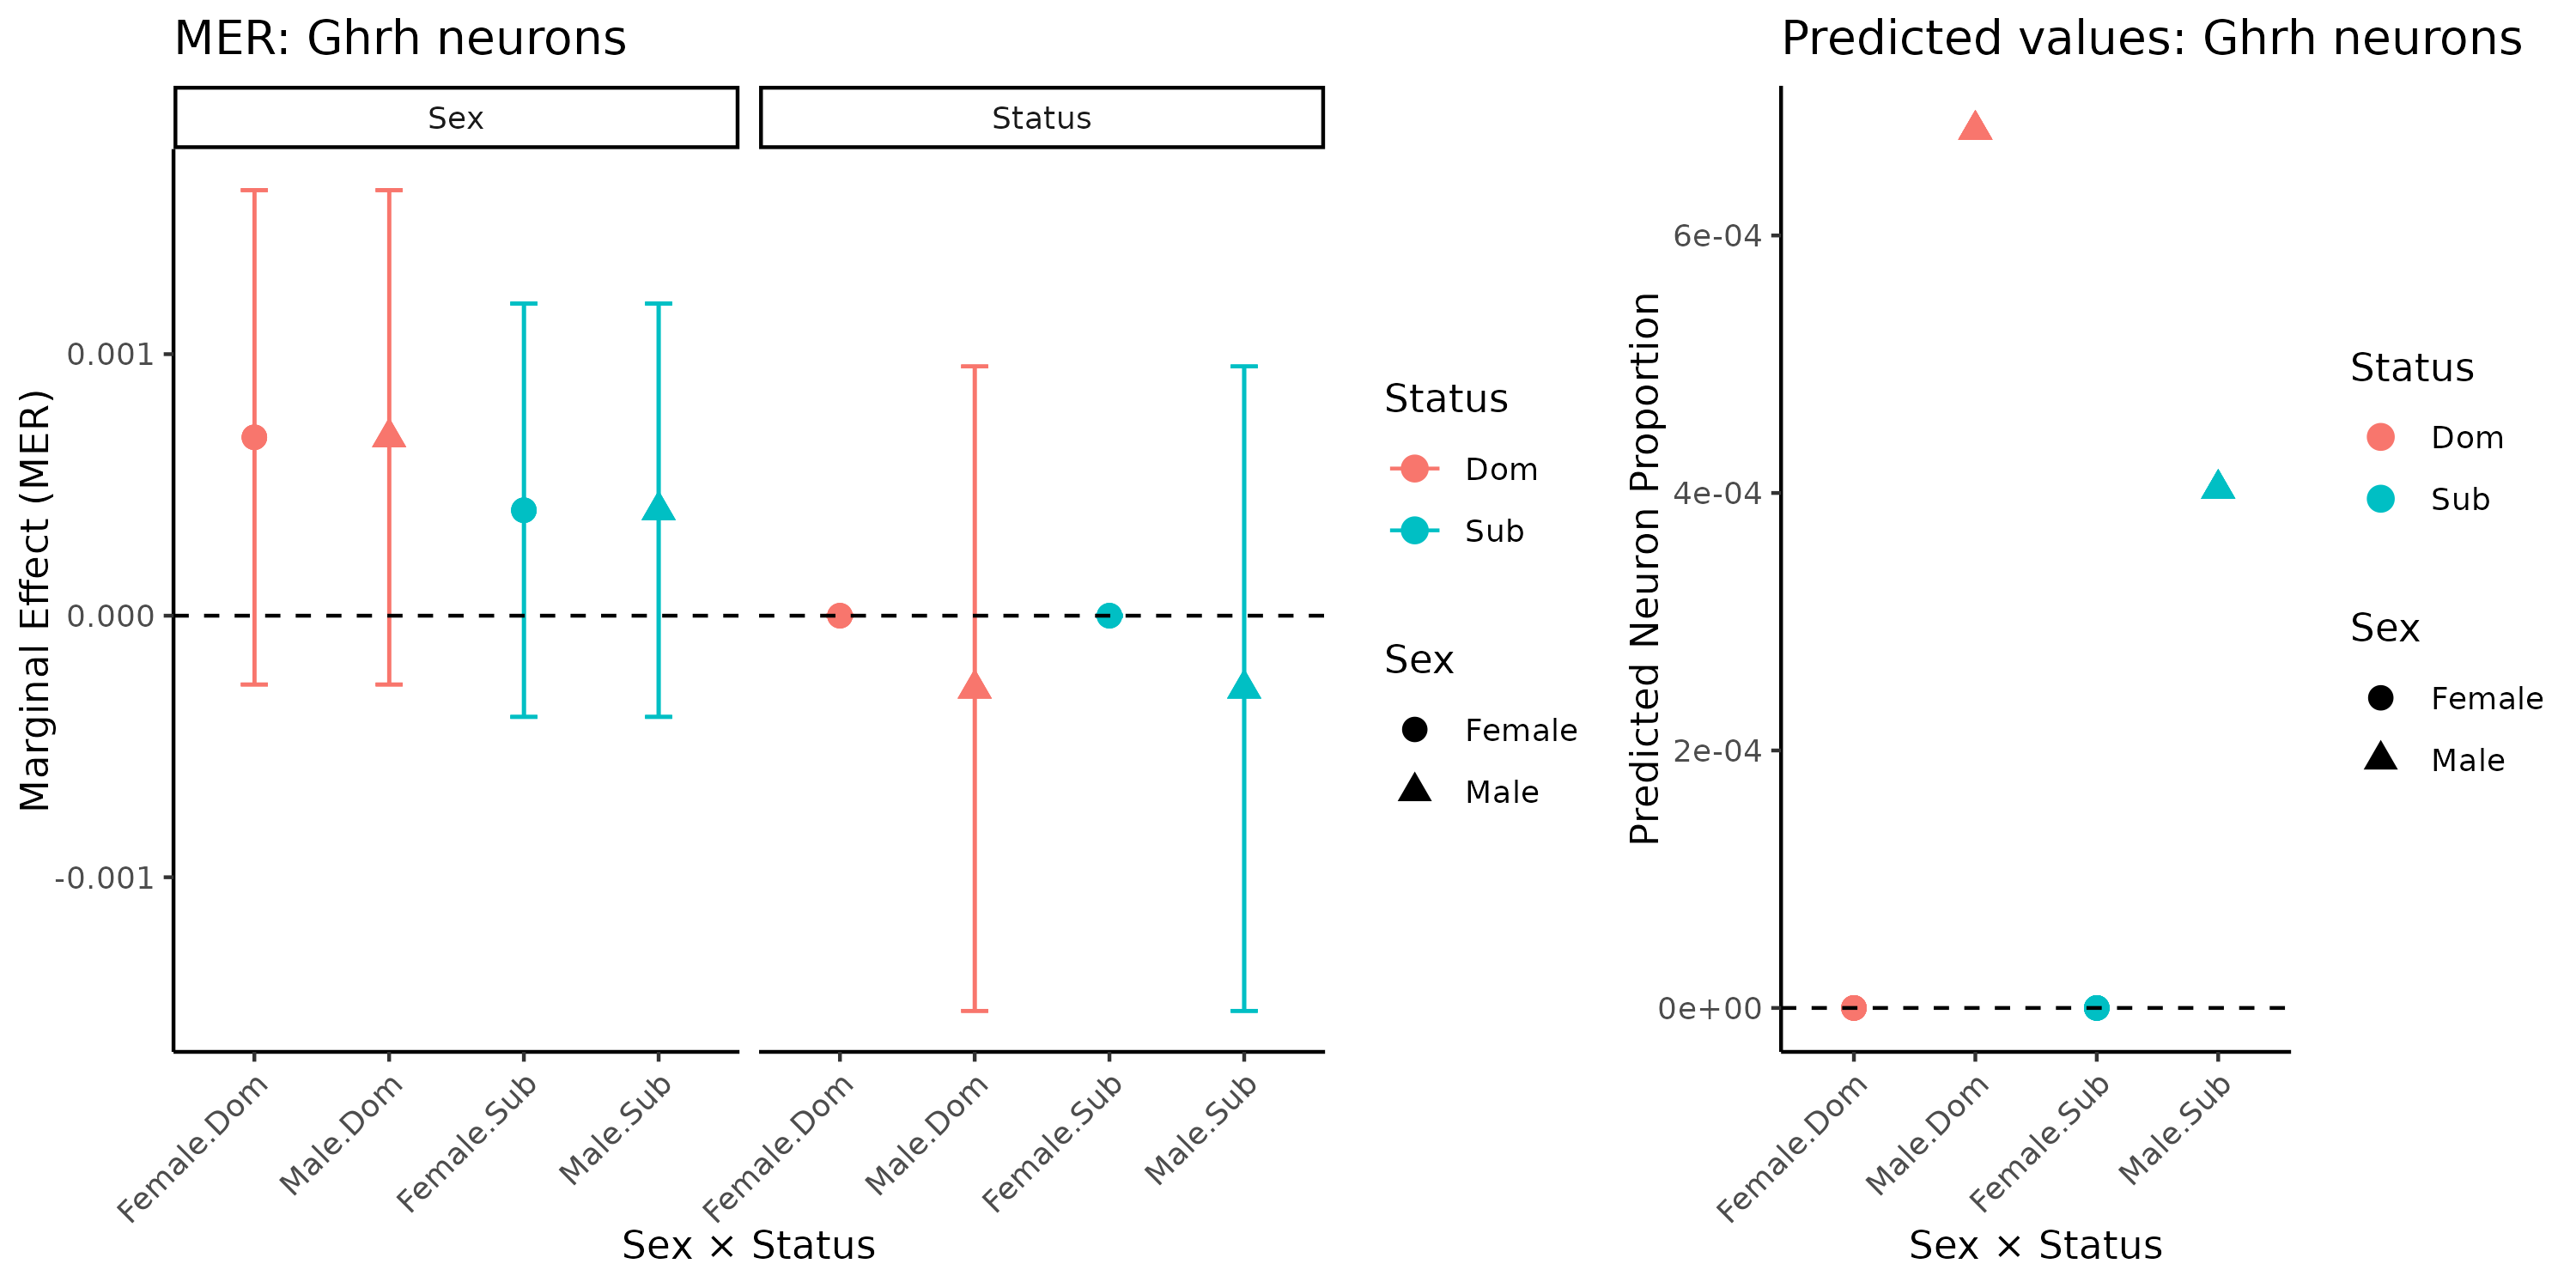 MER: Ghrh neurons
Sex
Status
Marginal Effect (MER)
0.001
0.000
-0.001
Female.Dom
Male.Dom
Female.Sub
Male.Sub
Female.Dom
Male.Dom
Female.Sub
Male.Sub
Sex × Status
Status
Dom
Sub
Sex
Female
Male
Predicted values: Ghrh neurons
Predicted Neuron Proportion
6e-04
4e-04
2e-04
0e+00
Female.Dom
Male.Dom
Female.Sub
Male.Sub
Sex × Status
Status
Dom
Sub
Sex
Female
Male